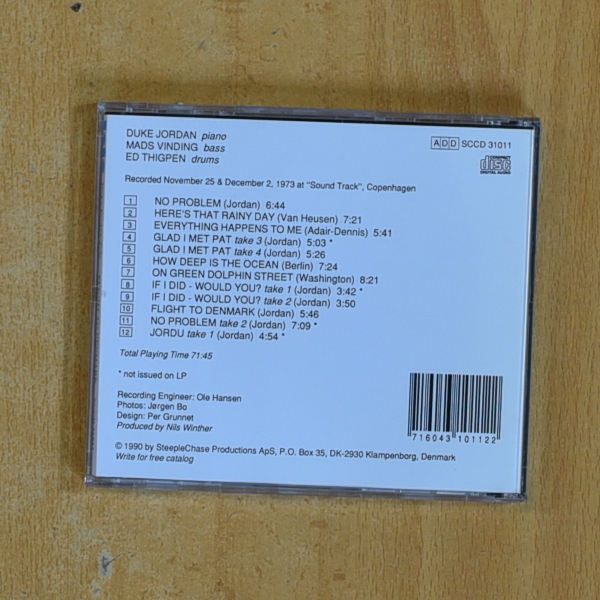 DUKE JORDAN piano
MADS VINDING bass
ED THIGPEN drums
ADD SCCD 31011
disc
DIGITAL AUDIO
Recorded November 25 & December 2, 1973 at "Sound Track", Copenhagen
1 NO PROBLEM (Jordan) 6:44
2 HERE'S THAT RAINY DAY (Van Heusen) 7:21
3 EVERYTHING HAPPENS TO ME (Adair-Dennis) 5:41
4 GLAD I MET PAT take 3 (Jordan) 5:03 *
5 GLAD I MET PAT take 4 (Jordan) 5:26
6 HOW DEEP IS THE OCEAN (Berlin) 7:24
7 ON GREEN DOLPHIN STREET (Washington) 8:21
8 IF I DID - WOULD YOU? take 1 (Jordan) 3:42 *
9 IF I DID - WOULD YOU? take 2 (Jordan) 3:50
10 FLIGHT TO DENMARK (Jordan) 5:46
11 NO PROBLEM take 2 (Jordan) 7:09 *
12 JORDU take 1 (Jordan) 4:54 *
Total Playing Time 71:45
* not issued on LP
Recording Engineer: Ole Hansen
Photos: Jørgen Bo
Design: Per Grunnet
Produced by Nils Winther
7 16043 10112 2
© 1990 by SteepleChase Productions ApS, P.O. Box 35, DK-2930 Klampenborg, Denmark
Write for free catalog